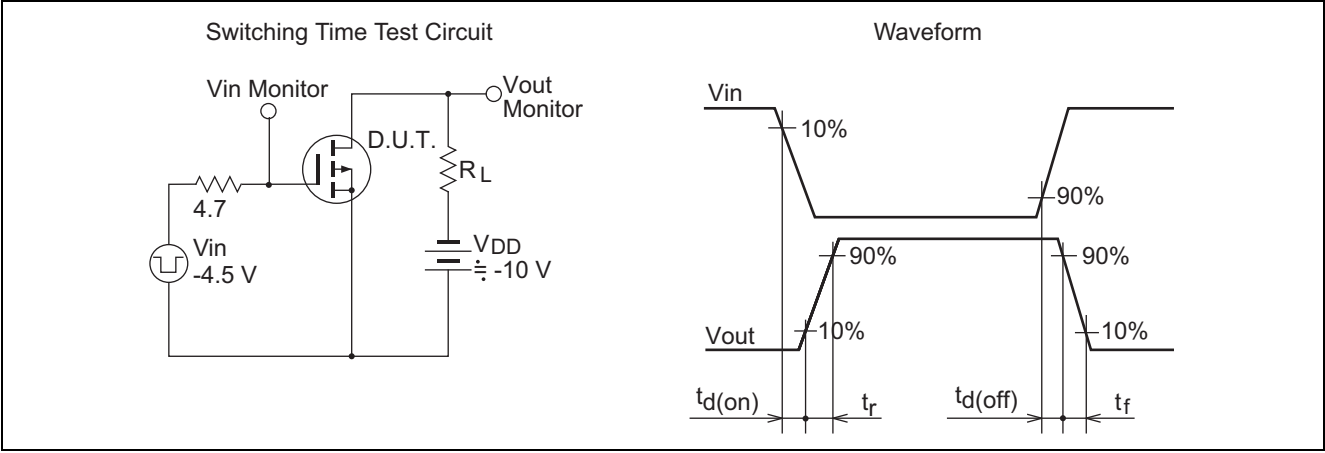 Switching Time Test Circuit
Vin Monitor
Vout
Monitor
D.U.T.
RL
4.7
Vin
-4.5 V
VDD
≒ -10 V
Waveform
Vin
10%
90%
90%
90%
Vout
10%
10%
td(on)
tr
td(off)
tf